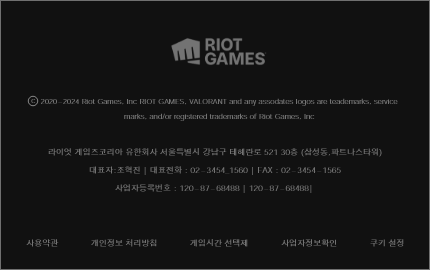 RIOT
GAMES
© 2020-2024 Riot Games, Inc RIOT GAMES, VALORANT and any assodates logos are teademarks, service
marks, and/or registered trademarks of Riot Games, Inc
라이엇 게임즈코리아 유한회사 서울특별시 강남구 테헤란로 521 30층 (삼성동,파트나스타워)
대표자:조혁진 | 대표전화 : 02-3454_1560 | FAX : 02-3454-1565
사업자등록번호 : 120-87-68488 | 120-87-68488|
사용약관 개인정보 처리방침 게임시간 선택제 사업자정보확인 쿠키 설정